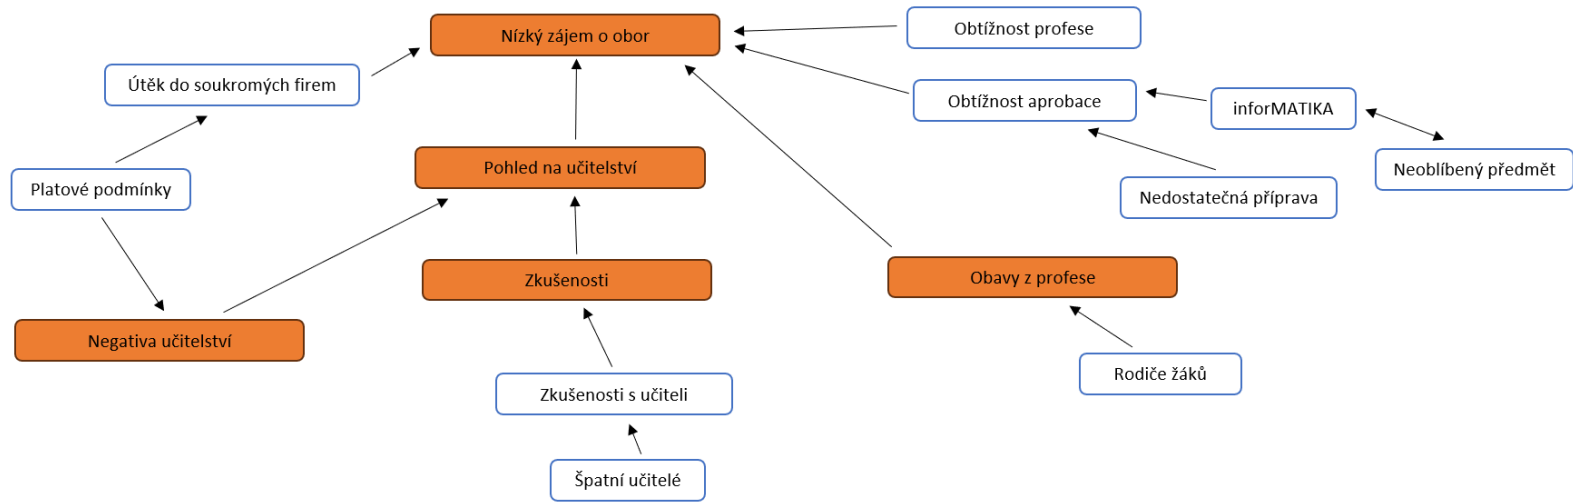 Nízký zájem o obor
Obtížnost profese
Útěk do soukromých firem
Obtížnost aprobace
inforMATIKA
Pohled na učitelství
Neoblíbený předmět
Platové podmínky
Nedostatečná příprava
Zkušenosti
Obavy z profese
Negativa učitelství
Rodiče žáků
Zkušenosti s učiteli
Špatní učitelé